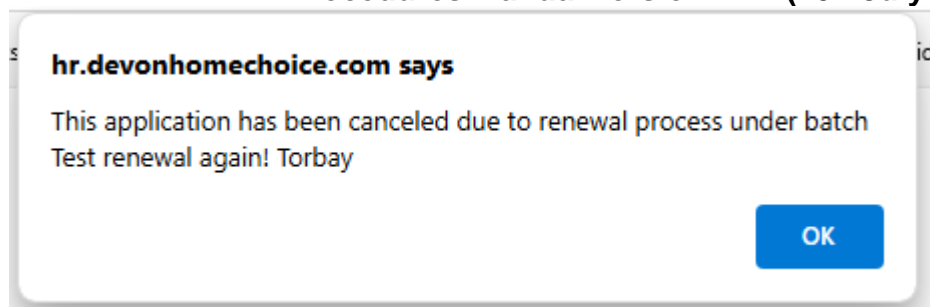 hr.devonhomechoice.com says
This application has been canceled due to renewal process under batch
Test renewal again! Torbay
OK